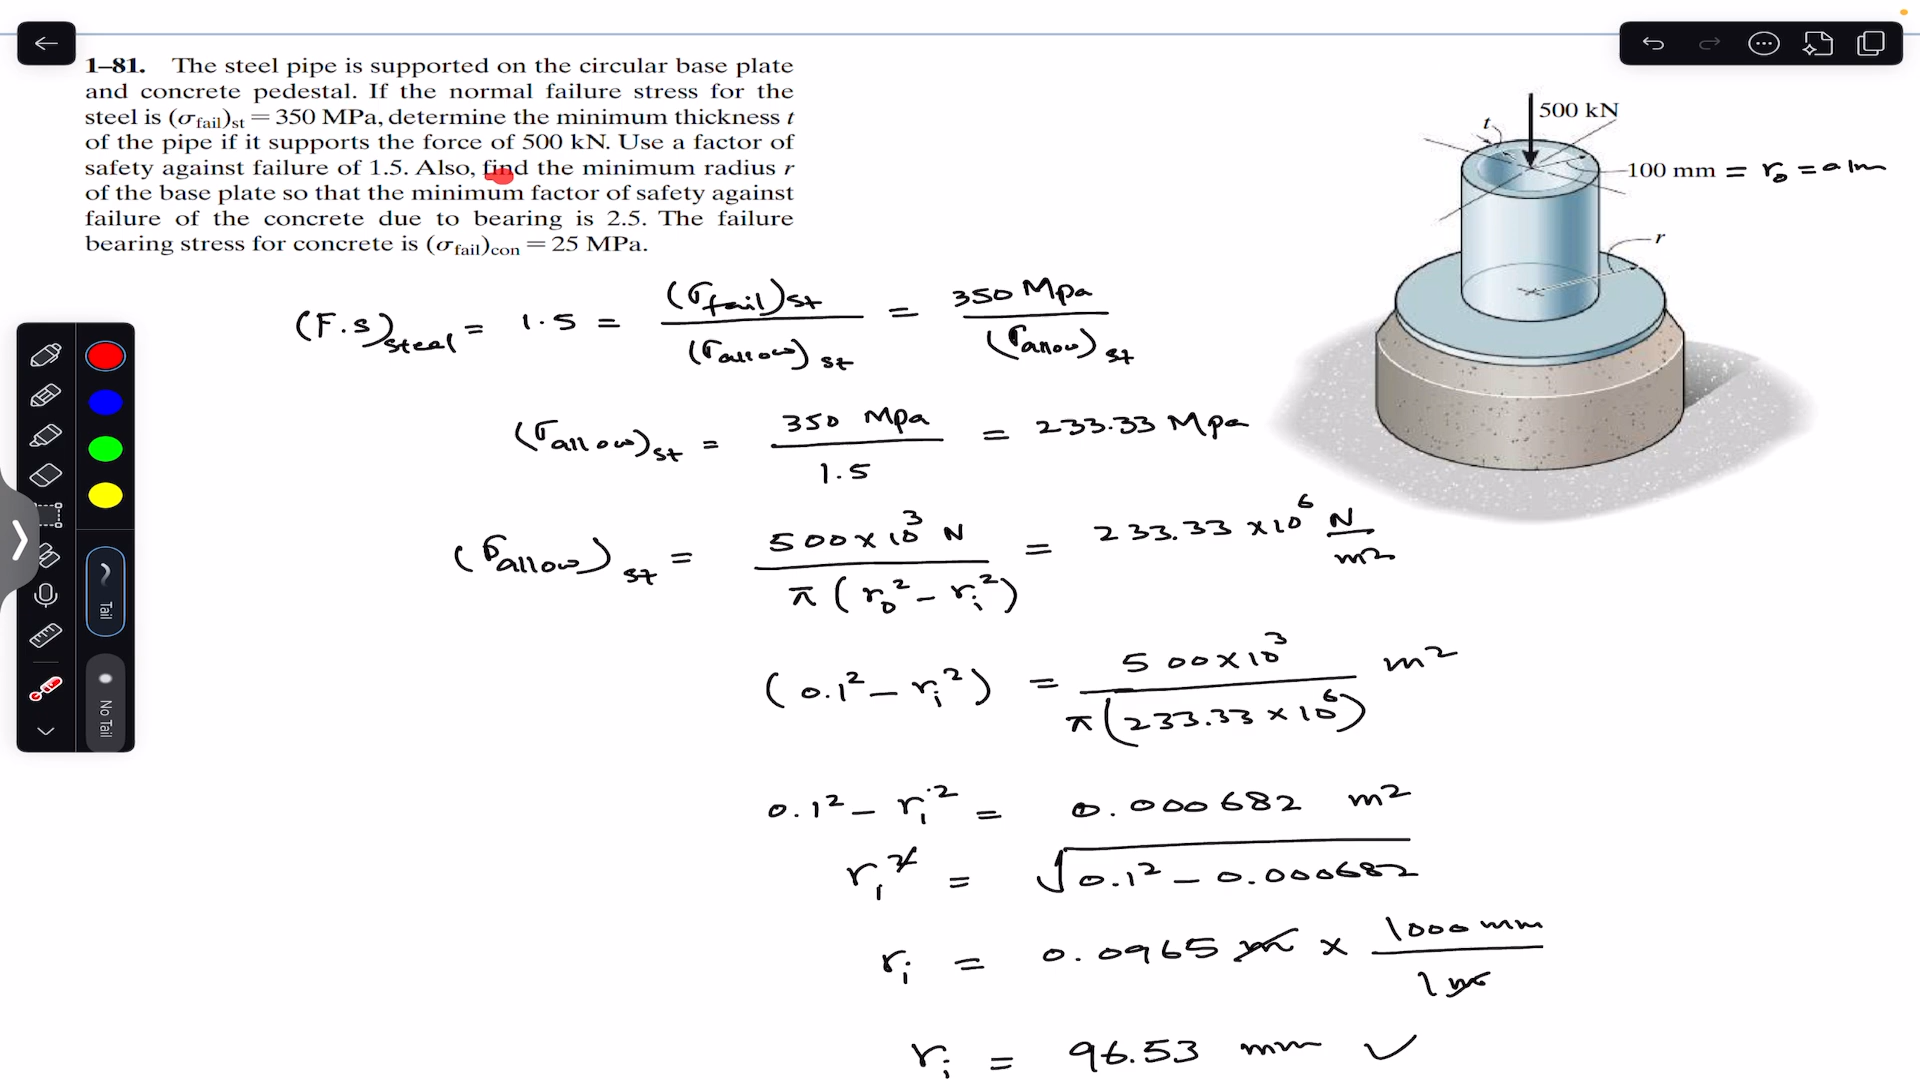 1–81. The steel pipe is supported on the circular base plate
and concrete pedestal. If the normal failure stress for the
steel is (σfail)st = 350 MPa, determine the minimum thickness t
of the pipe if it supports the force of 500 kN. Use a factor of
safety against failure of 1.5. Also, find the minimum radius r
of the base plate so that the minimum factor of safety against
failure of the concrete due to bearing is 2.5. The failure
bearing stress for concrete is (σfail)con = 25 MPa.
500 kN
t
100 mm = r₀ = 0.1m
r
(F.S)steel = 1.5 = (σfail)st / (σallow)st = 350 Mpa / (σallow)st
(σallow)st = 350 Mpa / 1.5 = 233.33 Mpa
(σallow)st = 500×10³ N / π(r₀² − rᵢ²) = 233.33 ×10⁶ N/m²
(0.1² − rᵢ²) = 500×10³ / π(233.33×10⁶) m²
0.1² − rᵢ² = 0.000682 m²
rᵢ² = √0.1² − 0.000682
rᵢ = 0.0965 m × 1000 mm / 1 m
rᵢ = 96.53 mm ✓
Tail
No Tail